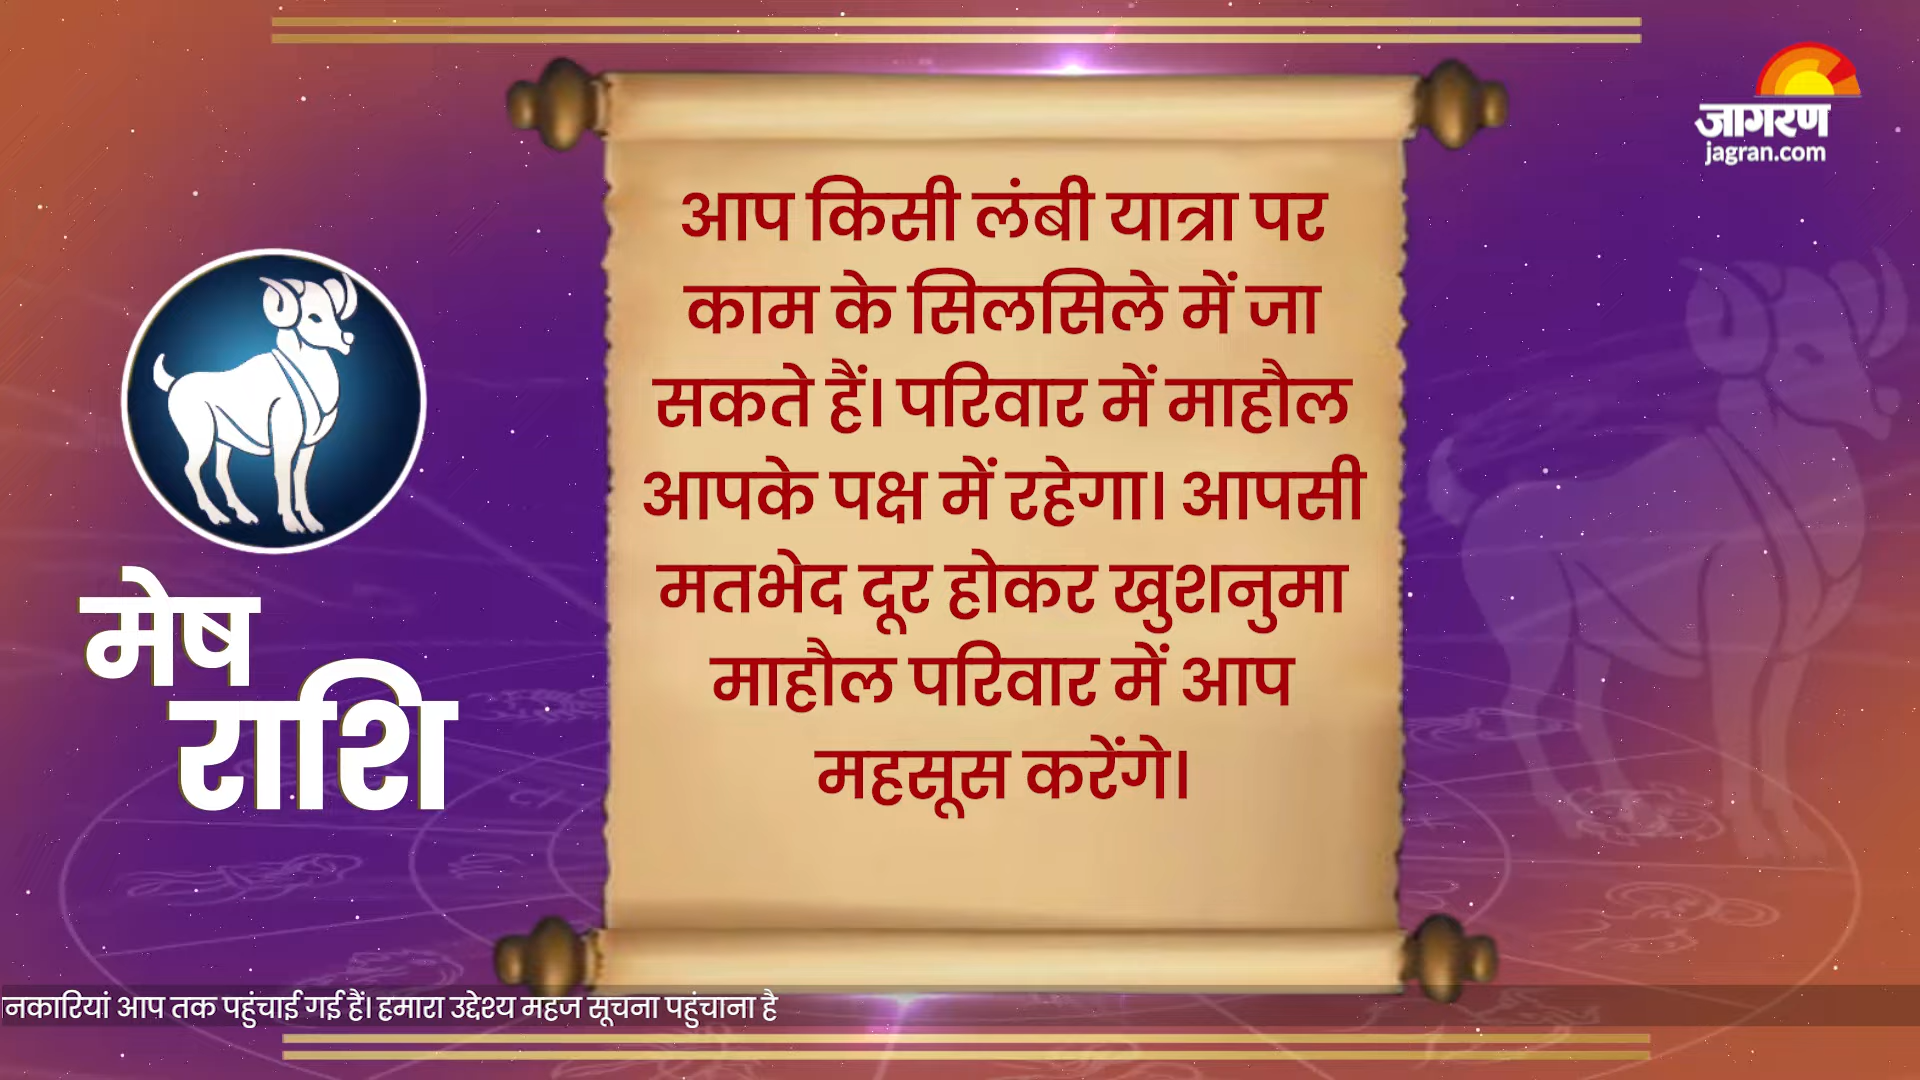 जागरण
jagran.com
आप किसी लंबी यात्रा पर
काम के सिलसिले में जा
सकते हैं। परिवार में माहौल
आपके पक्ष में रहेगा। आपसी
मतभेद दूर होकर खुशनुमा
माहौल परिवार में आप
महसूस करेंगे।
मेष
राशि
नकारियां आप तक पहुंचाई गई हैं। हमारा उद्देश्य महज सूचना पहुंचाना है